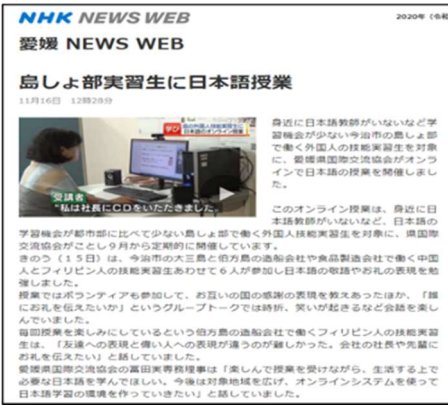 NHK NEWS WEB
2020年（令和
愛媛 NEWS WEB
島しょ部実習生に日本語授業
11月16日 12時28分
学び
日本語のオンライン授業
受講者
“私は社長にCDをいただきました”
身近に日本語教師がいないなど学
習機会が少ない今治市の島しょ部
で働く外国人の技能実習生を対象
に、愛媛県国際交流協会がオンラ
インで日本語の授業を開催しまし
た。
このオンライン授業は、身近に日
本語教師がいないなど、日本語の
学習機会が都市部に比べて少ない島しょ部で働く外国人技能実習生を対象に、県国際
交流協会がことし９月から定期的に開催しています。
きのう（15日）は、今治市の大三島と伯方島の造船会社や食品製造会社で働く中国
人とフィリピン人の技能実習生あわせて６人が参加し日本語の敬語やお礼の表現を勉
強しました。
授業ではボランティアも参加して、お互いの国の感謝の表現を教えあったほか、「誰
にお礼を伝えたいか」というグループトークでは時折、笑いが起きるなど会話を楽し
んでいました。
毎回授業を楽しみにしているという伯方島の造船会社で働くフィリピン人の技能実習
生は、「友達への表現と偉い人への表現が違うのが難しかった。会社の社長や先輩に
お礼を伝えたい」と話していました。
愛媛県国際交流協会の冨田実専務理事は「楽しんで授業を受けながら、生活する上で
必要な日本語を学んでほしい。今後は対象地域を広げ、オンラインシステムを使って
日本語学習の環境を作っていきたい」と話していました。